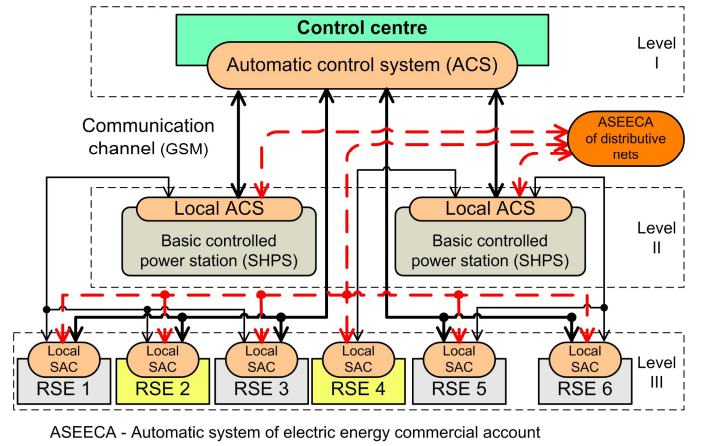 Control centre
Automatic control system (ACS)
Level
I
Communication
channel (GSM)
ASEECA
of distributive
nets
Local ACS
Basic controlled
power station (SHPS)
Local ACS
Basic controlled
power station (SHPS)
Level
II
Local
SAC
RSE 1
Local
SAC
RSE 2
Local
SAC
RSE 3
Local
SAC
RSE 4
Local
SAC
RSE 5
Local
SAC
RSE 6
Level
III
ASEECA - Automatic system of electric energy commercial account